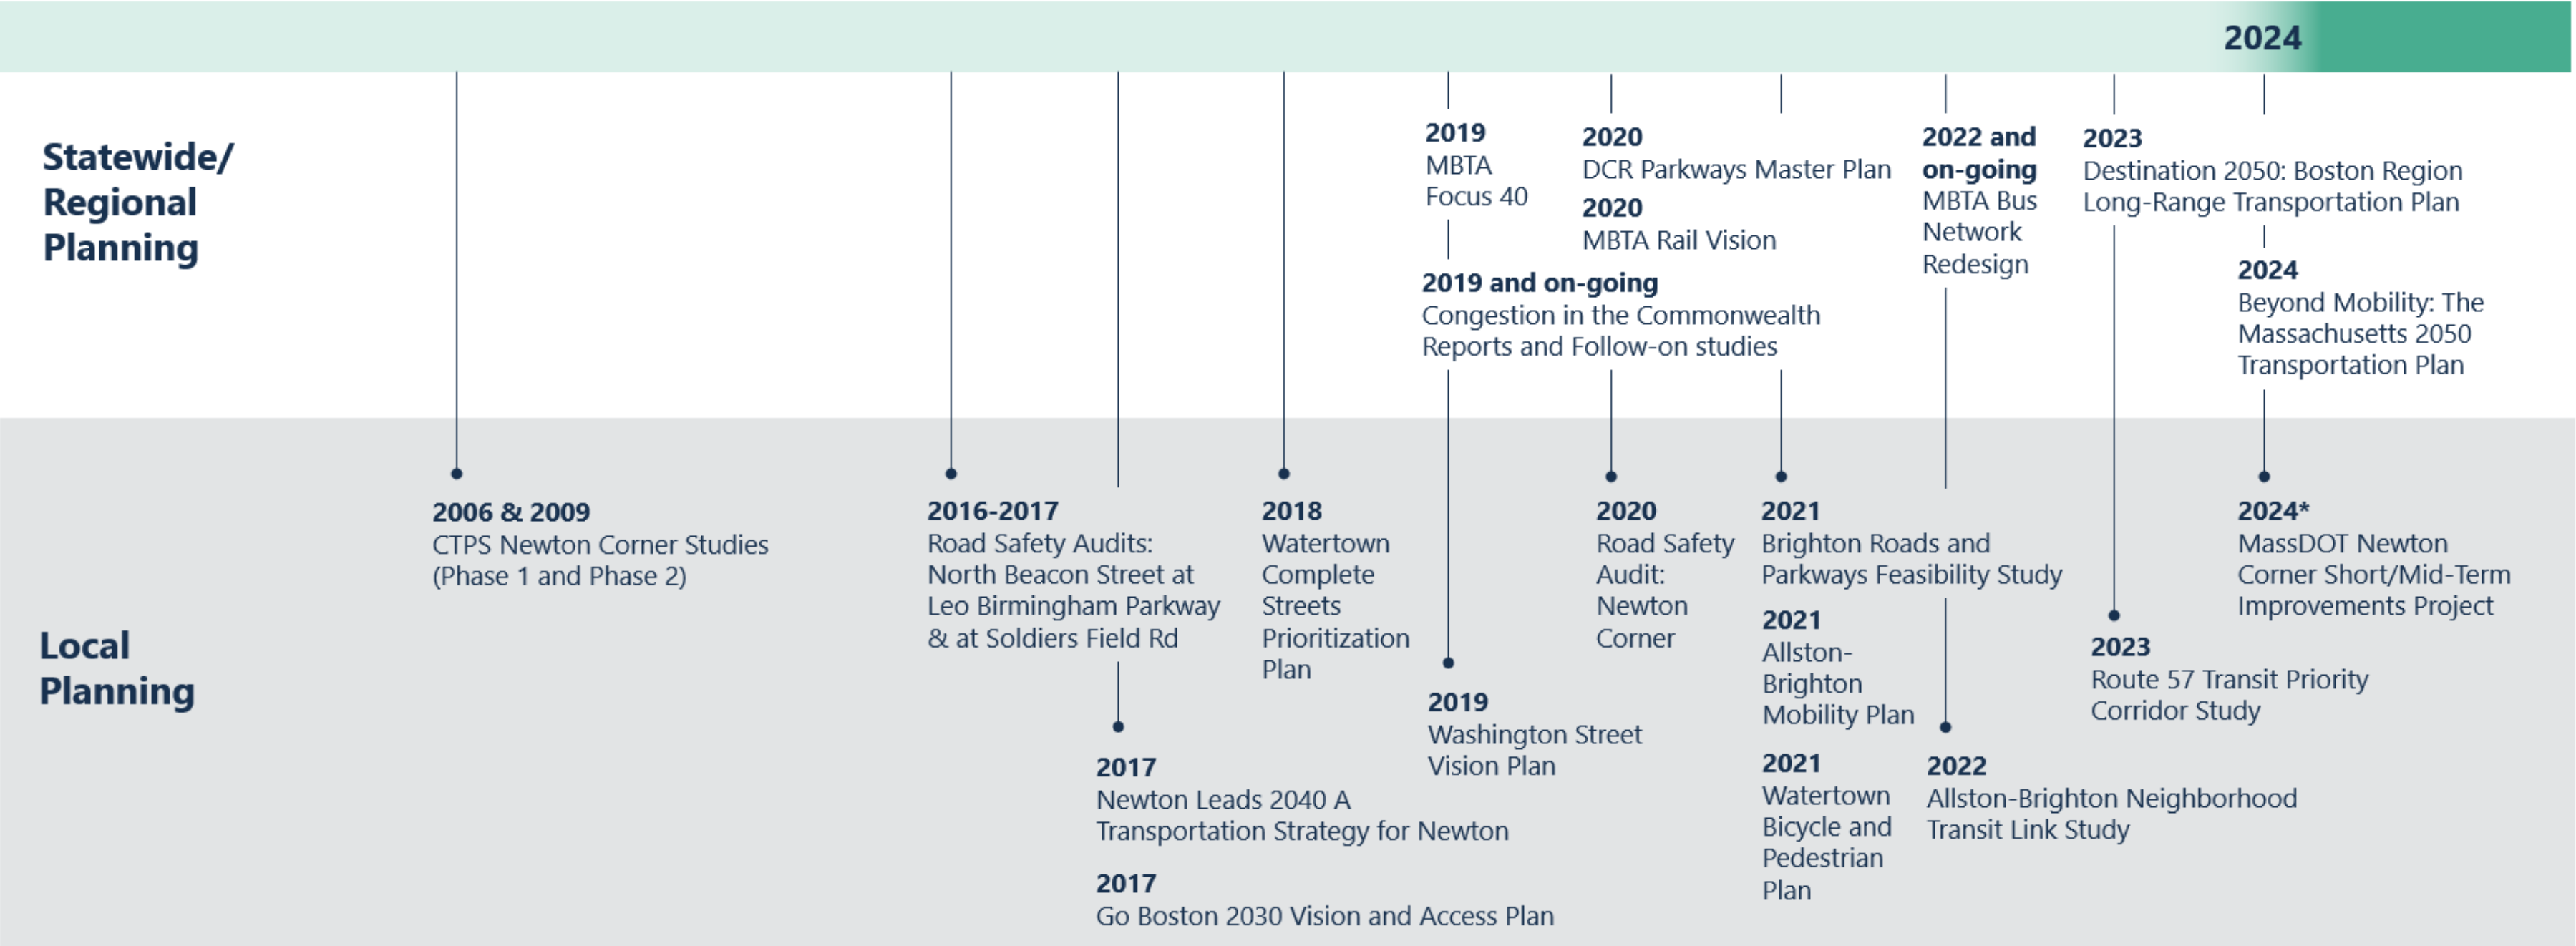 2024
Statewide/
Regional
Planning
2019
MBTA
Focus 40
2019 and on-going
Congestion in the Commonwealth
Reports and Follow-on studies
2020
DCR Parkways Master Plan
2020
MBTA Rail Vision
2022 and
on-going
MBTA Bus
Network
Redesign
2023
Destination 2050: Boston Region
Long-Range Transportation Plan
2024
Beyond Mobility: The
Massachusetts 2050
Transportation Plan
Local
Planning
2006 & 2009
CTPS Newton Corner Studies
(Phase 1 and Phase 2)
2016-2017
Road Safety Audits:
North Beacon Street at
Leo Birmingham Parkway
& at Soldiers Field Rd
2017
Newton Leads 2040 A
Transportation Strategy for Newton
2017
Go Boston 2030 Vision and Access Plan
2018
Watertown
Complete
Streets
Prioritization
Plan
2019
Washington Street
Vision Plan
2020
Road Safety
Audit:
Newton
Corner
2021
Brighton Roads and
Parkways Feasibility Study
2021
Allston-
Brighton
Mobility Plan
2021
Watertown
Bicycle and
Pedestrian
Plan
2022
Allston-Brighton Neighborhood
Transit Link Study
2023
Route 57 Transit Priority
Corridor Study
2024*
MassDOT Newton
Corner Short/Mid-Term
Improvements Project